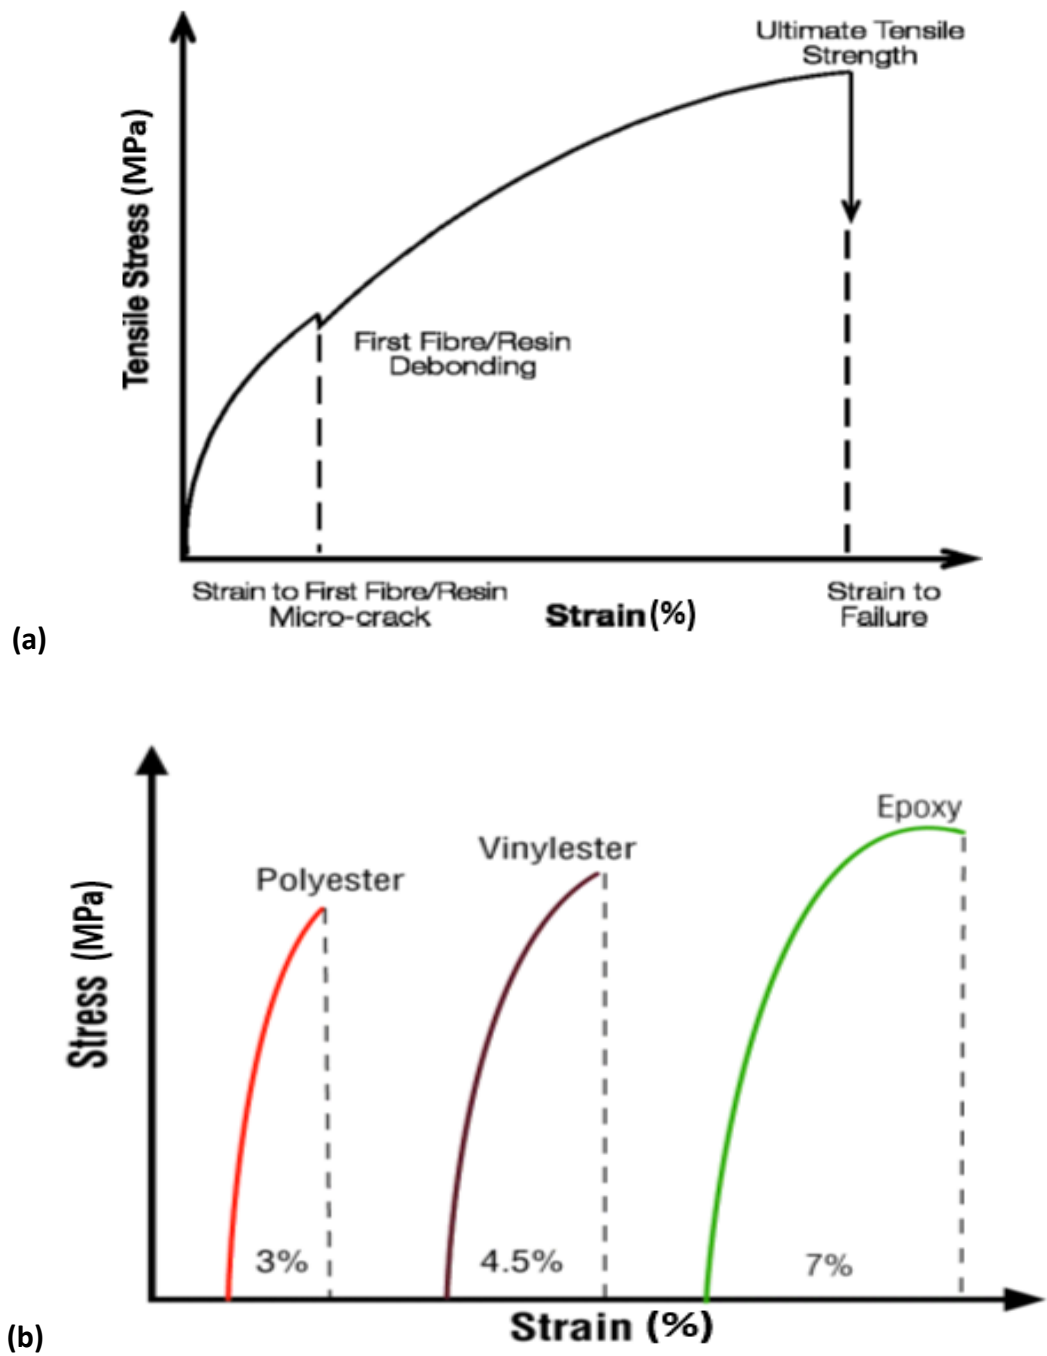 Ultimate Tensile
Strength
Tensile Stress (MPa)
First Fibre/Resin
Debonding
Strain to First Fibre/Resin
Micro-crack
Strain (%)
Strain to
Failure
(a)
Epoxy
Vinylester
Polyester
Stress (MPa)
3%
4.5%
7%
Strain (%)
(b)